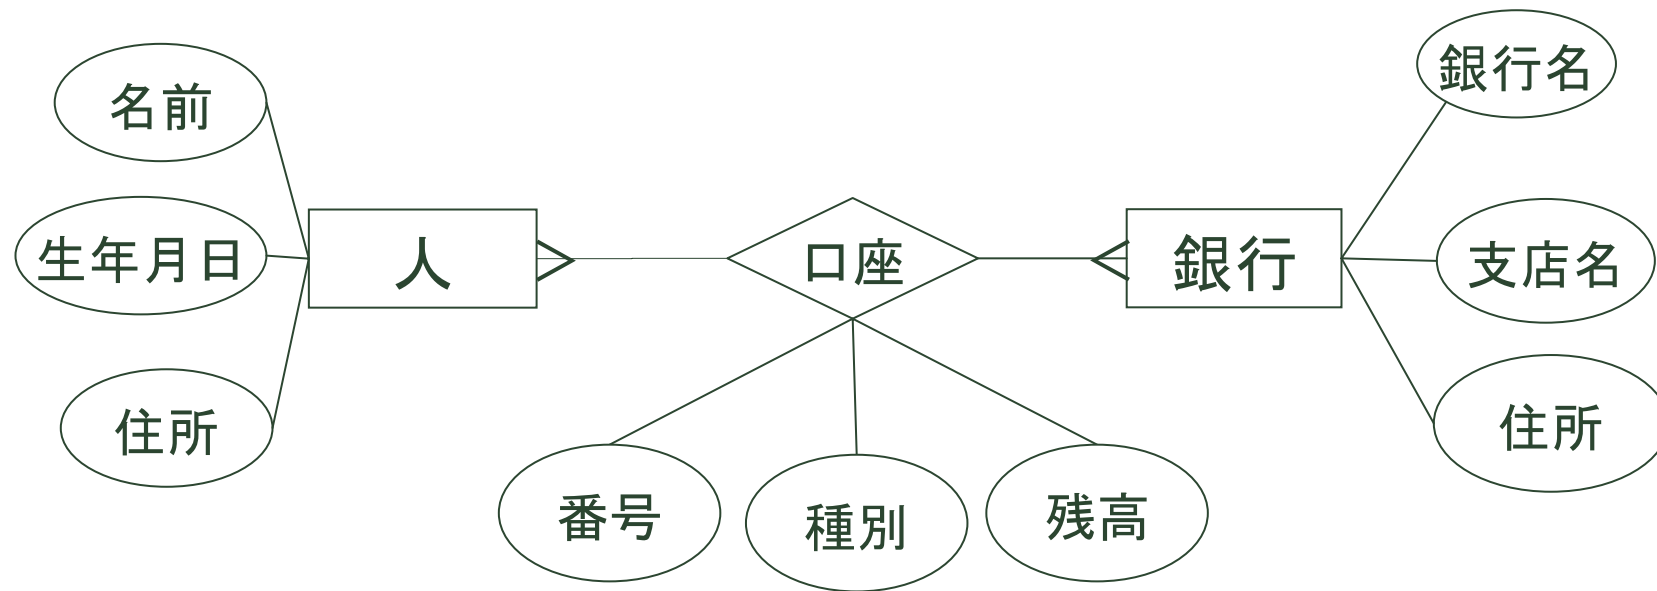 名前
生年月日
住所
人
口座
番号
種別
残高
銀行
銀行名
支店名
住所